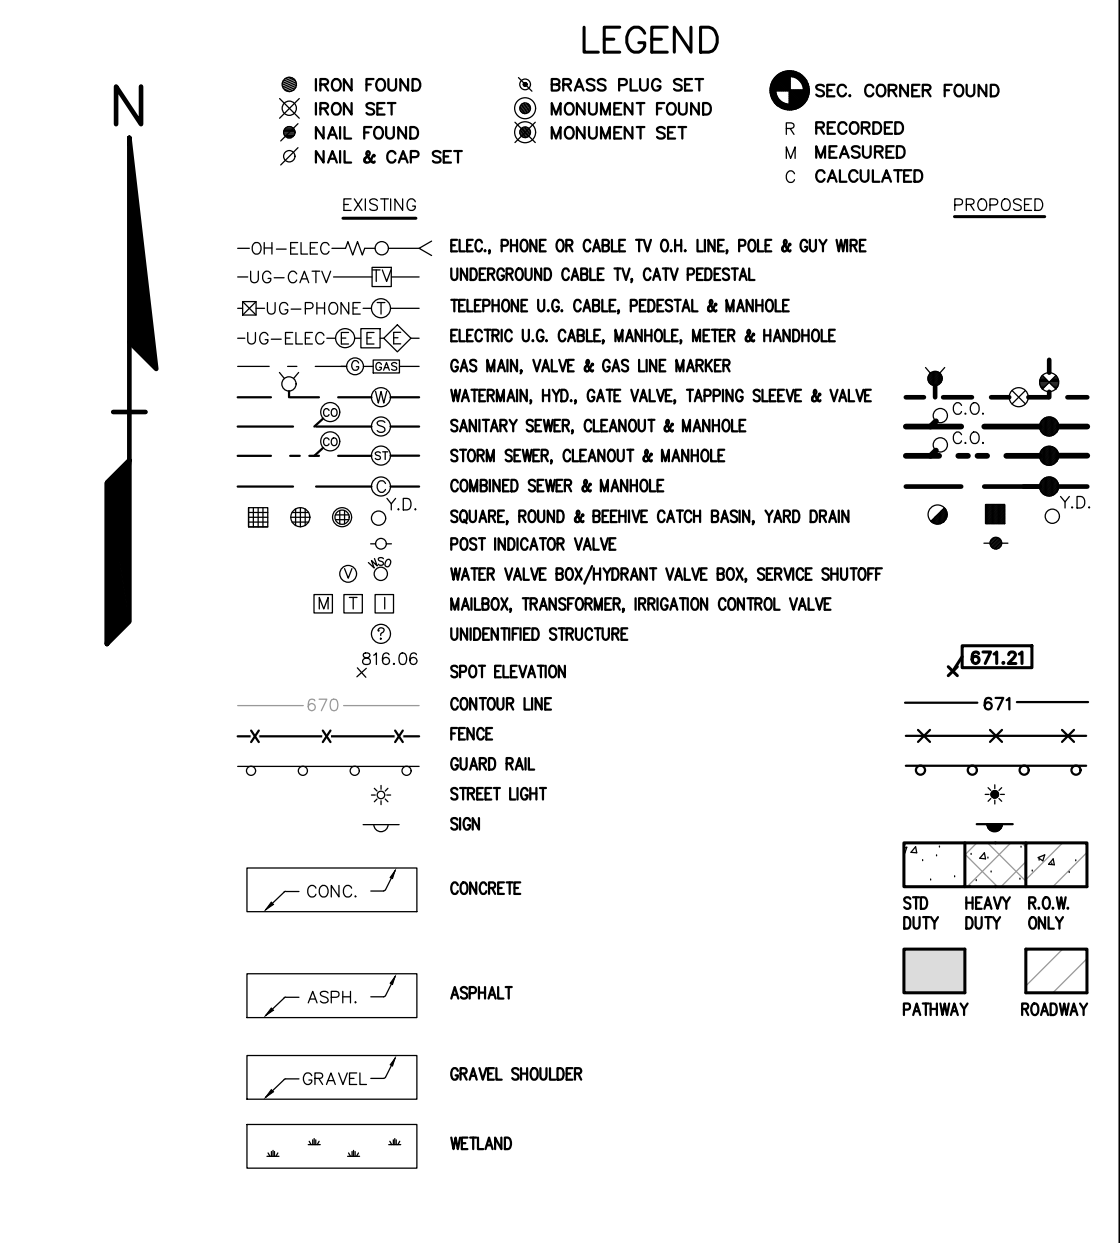 LEGEND
N
IRON FOUND
IRON SET
NAIL FOUND
NAIL & CAP SET
BRASS PLUG SET
MONUMENT FOUND
MONUMENT SET
SEC. CORNER FOUND
R RECORDED
M MEASURED
C CALCULATED
EXISTING PROPOSED
OH-ELEC ELEC., PHONE OR CABLE TV O.H. LINE, POLE & GUY WIRE
UG-CATV TV UNDERGROUND CABLE TV, CATV PEDESTAL
UG-PHONE T TELEPHONE U.G. CABLE, PEDESTAL & MANHOLE
UG-ELEC E E E ELECTRIC U.G. CABLE, MANHOLE, METER & HANDHOLE
G GAS GAS MAIN, VALVE & GAS LINE MARKER
W WATERMAIN, HYD., GATE VALVE, TAPPING SLEEVE & VALVE
CO S SANITARY SEWER, CLEANOUT & MANHOLE C.O.
CO ST STORM SEWER, CLEANOUT & MANHOLE C.O.
C COMBINED SEWER & MANHOLE
Y.D. SQUARE, ROUND & BEEHIVE CATCH BASIN, YARD DRAIN Y.D.
POST INDICATOR VALVE
V WSO WATER VALVE BOX/HYDRANT VALVE BOX, SERVICE SHUTOFF
M T I MAILBOX, TRANSFORMER, IRRIGATION CONTROL VALVE
? UNIDENTIFIED STRUCTURE
816.06 SPOT ELEVATION 671.21
670 CONTOUR LINE 671
FENCE
GUARD RAIL
STREET LIGHT
SIGN
CONC. CONCRETE
STD DUTY
HEAVY DUTY
R.O.W. ONLY
ASPH. ASPHALT
PATHWAY ROADWAY
GRAVEL GRAVEL SHOULDER
WETLAND